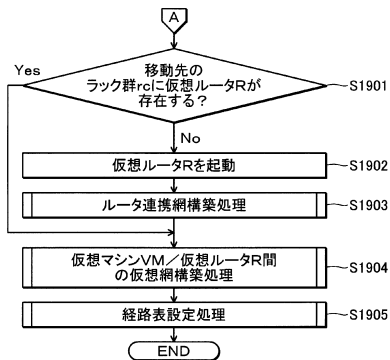 A
Yes
移動先の
ラック群rcに仮想ルータRが
存在する?
S1901
No
仮想ルータRを起動
S1902
ルータ連携網構築処理
S1903
仮想マシンVM/仮想ルータR間
の仮想網構築処理
S1904
経路表設定処理
S1905
END